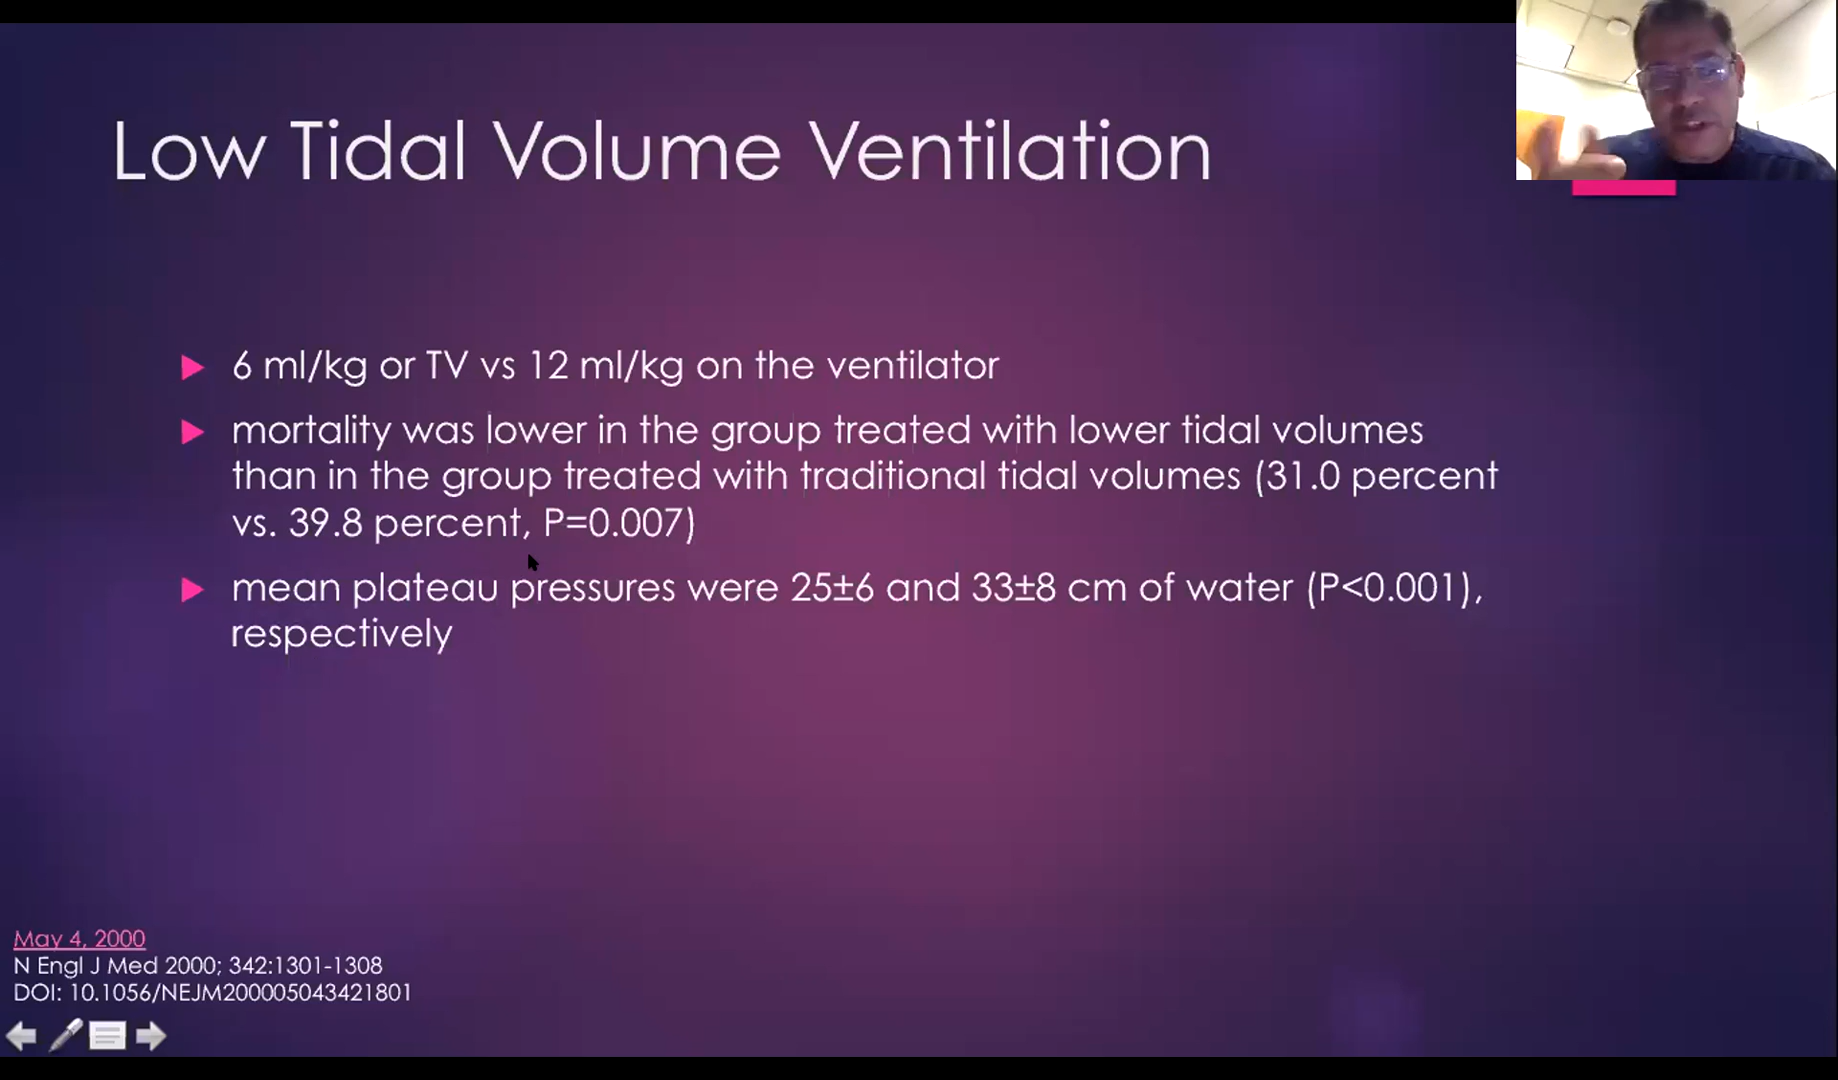 Low Tidal Volume Ventilation
6 ml/kg or TV vs 12 ml/kg on the ventilator
mortality was lower in the group treated with lower tidal volumes
than in the group treated with traditional tidal volumes (31.0 percent
vs. 39.8 percent, P=0.007)
mean plateau pressures were 25±6 and 33±8 cm of water (P<0.001),
respectively
May 4, 2000
N Engl J Med 2000; 342:1301-1308
DOI: 10.1056/NEJM200005043421801